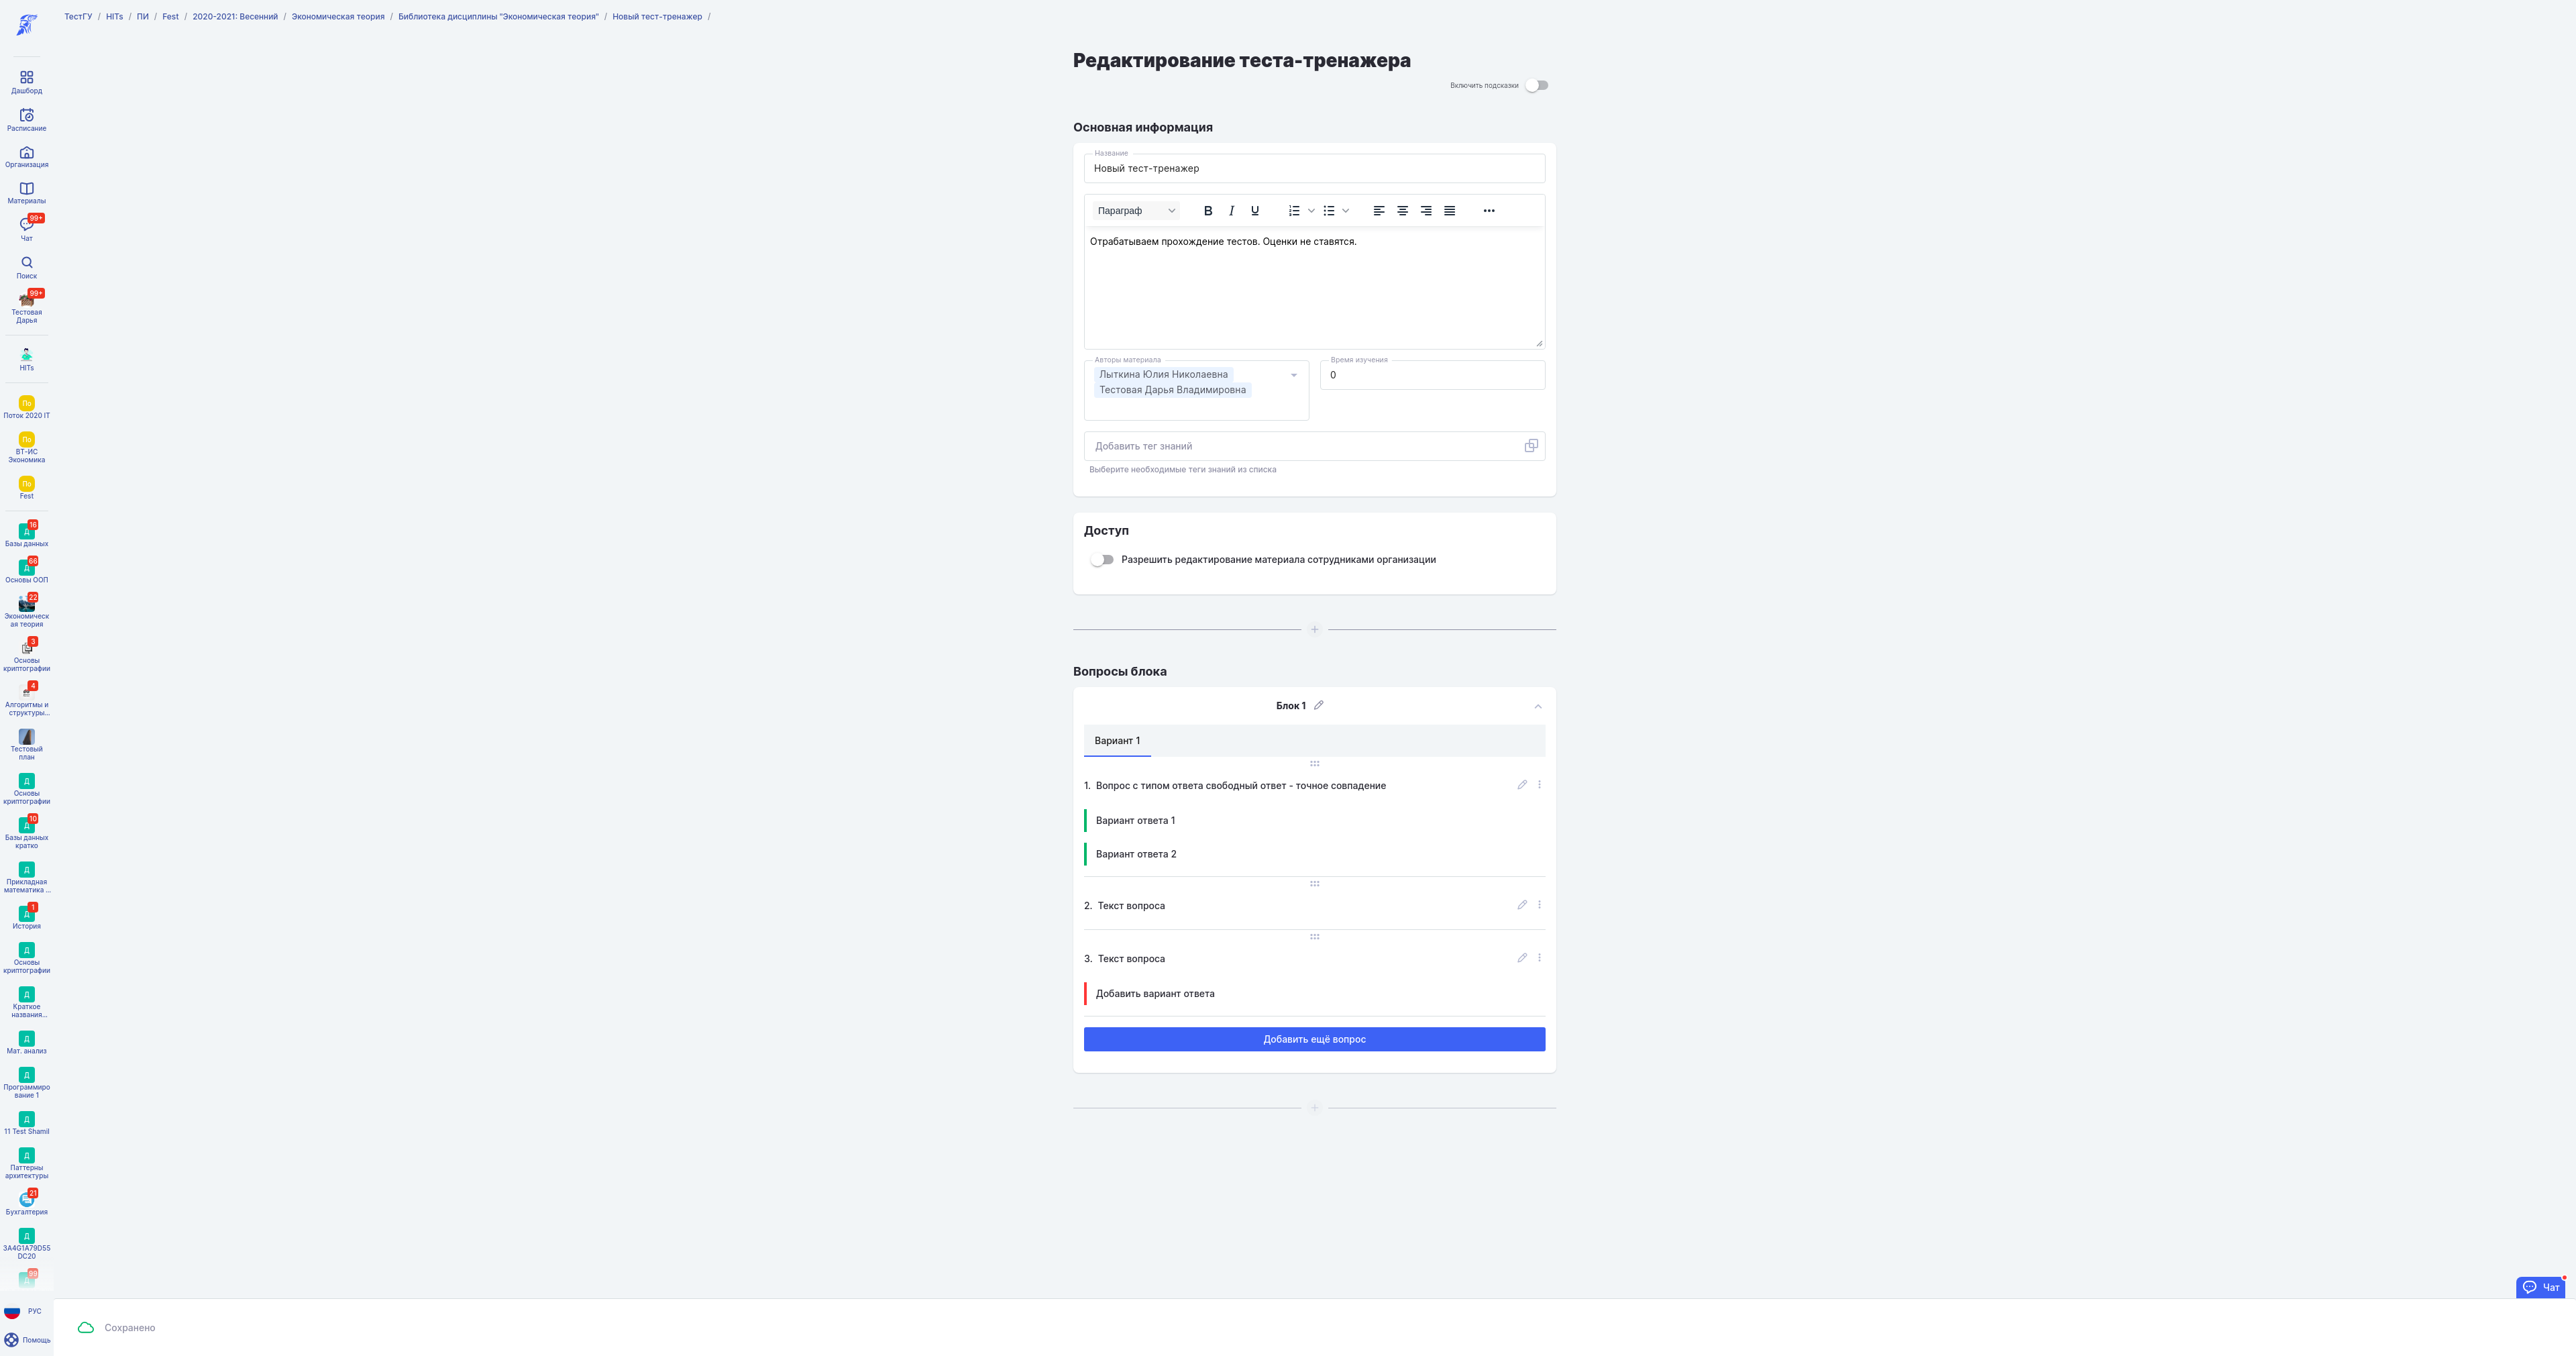 ТестГУ / HITs / ПИ / Fest / 2020-2021: Весенний / Экономическая теория / Библиотека дисциплины "Экономическая теория" / Новый тест-тренажер /
Дашборд
Расписание
Организация
Материалы
99+
Чат
Поиск
99+
Тестовая
Дарья
HITs
По
Поток 2020 IT
По
ВТ-ИС
Экономика
По
Fest
16
Д
Базы данных
66
Д
Основы ООП
22
Экономическ
ая теория
3
Основы
криптографии
4
Алгоритмы и
структуры...
Тестовый
план
Д
Основы
криптографии
10
Д
Базы данных
кратко
Д
Прикладная
математика ...
1
Д
История
Д
Основы
криптографии
Д
Краткое
названия...
Д
Мат. анализ
Д
Программиро
вание 1
Д
11 Test Shamil
Д
Паттерны
архитектуры
21
Бухгалтерия
Д
3A4G1A79D55
DC20
99
Д
РУС
Помощь
Редактирование теста-тренажера
Включить подсказки
Основная информация
Название
Новый тест-тренажер
Параграф
B I U
Отрабатываем прохождение тестов. Оценки не ставятся.
Авторы материала
Лыткина Юлия Николаевна
Тестовая Дарья Владимировна
Время изучения
0
Добавить тег знаний
Выберите необходимые теги знаний из списка
Доступ
Разрешить редактирование материала сотрудниками организации
Вопросы блока
Блок 1
Вариант 1
1. Вопрос с типом ответа свободный ответ - точное совпадение
Вариант ответа 1
Вариант ответа 2
2. Текст вопроса
3. Текст вопроса
Добавить вариант ответа
Добавить ещё вопрос
Чат
Сохранено